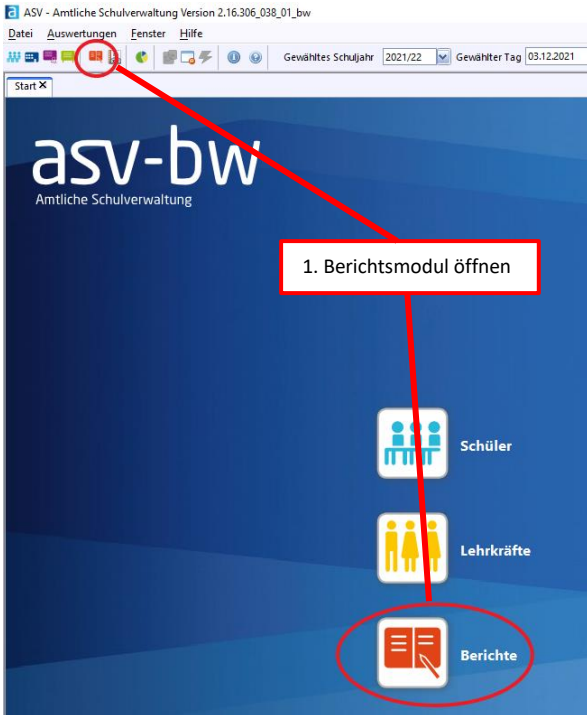 ASV - Amtliche Schulverwaltung Version 2.16.306_038_01_bw
Datei Auswertungen Fenster Hilfe
Gewähltes Schuljahr 2021/22 Gewählter Tag 03.12.2021
Start X
asv-bw
Amtliche Schulverwaltung
1. Berichtsmodul öffnen
Schüler
Lehrkräfte
Berichte